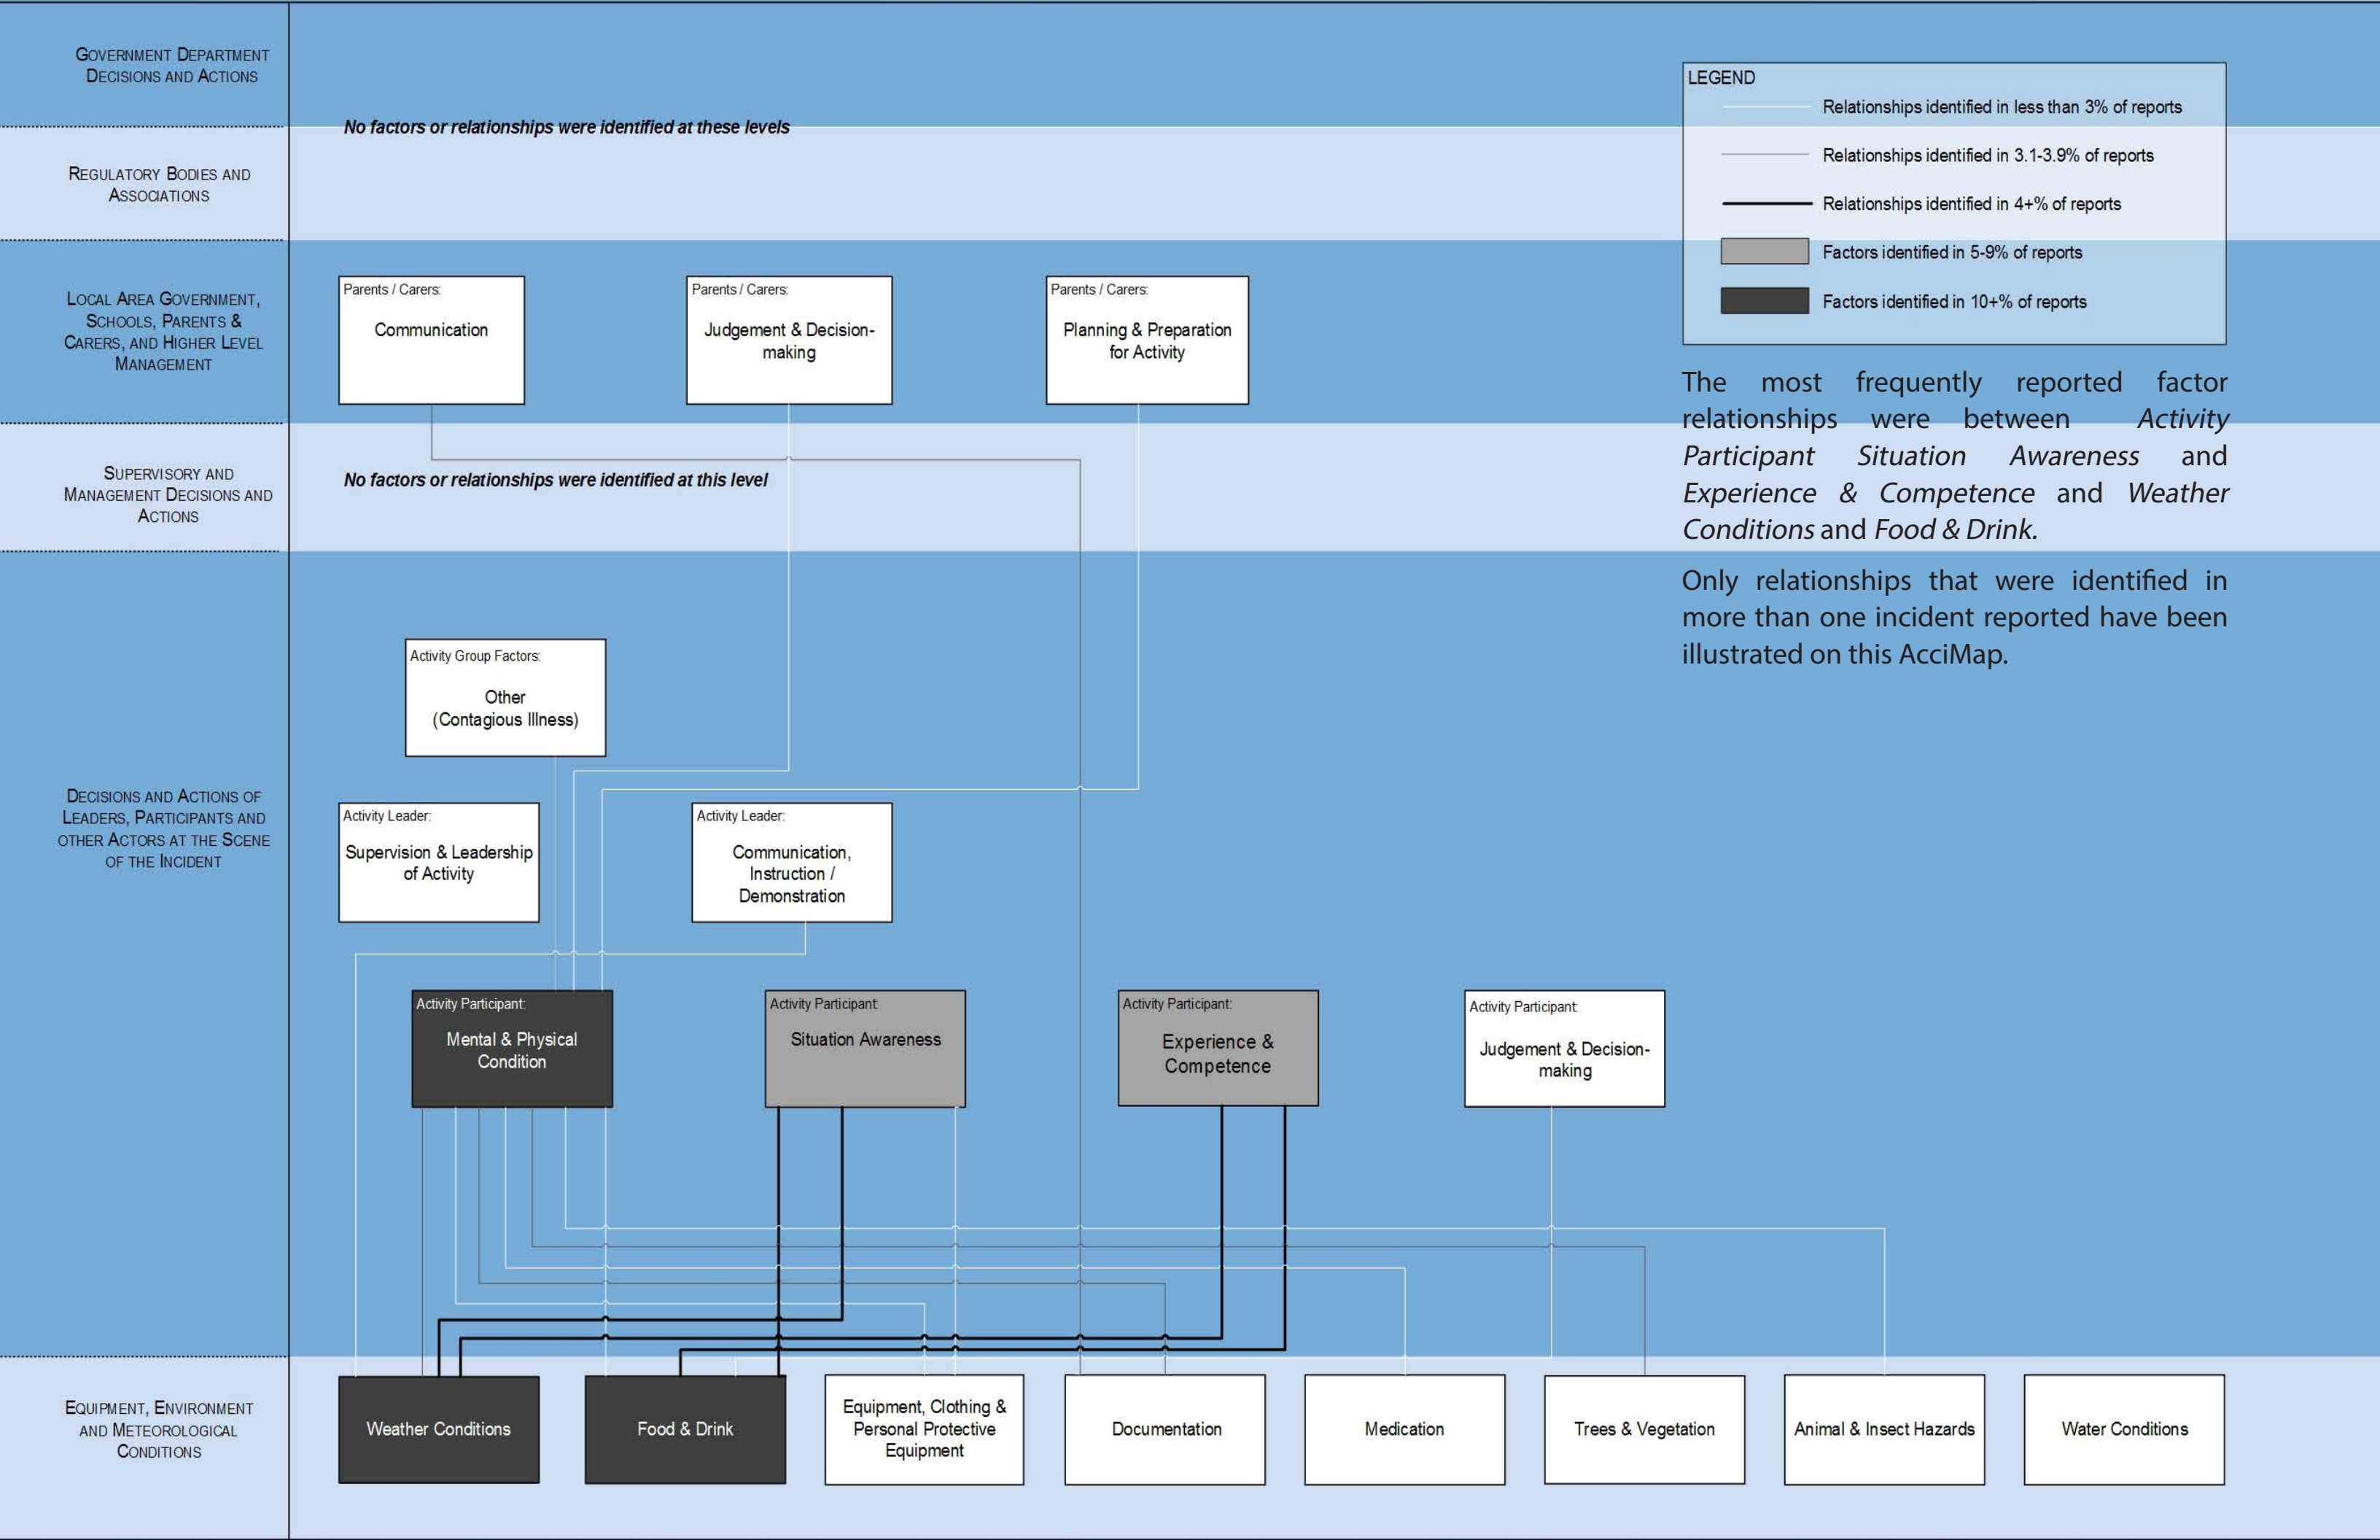 GOVERNMENT DEPARTMENT
DECISIONS AND ACTIONS
No factors or relationships were identified at these levels
REGULATORY BODIES AND
ASSOCIATIONS
LEGEND
Relationships identified in less than 3% of reports
Relationships identified in 3.1-3.9% of reports
Relationships identified in 4+% of reports
Factors identified in 5-9% of reports
Factors identified in 10+% of reports
LOCAL AREA GOVERNMENT,
SCHOOLS, PARENTS &
CARERS, AND HIGHER LEVEL
MANAGEMENT
Parents / Carers:
Communication
Parents / Carers:
Judgement & Decision-
making
Parents / Carers:
Planning & Preparation
for Activity
The most frequently reported factor
relationships were between Activity
Participant Situation Awareness and
Experience & Competence and Weather
Conditions and Food & Drink.
Only relationships that were identified in
more than one incident reported have been
illustrated on this AcciMap.
SUPERVISORY AND
MANAGEMENT DECISIONS AND
ACTIONS
No factors or relationships were identified at this level
DECISIONS AND ACTIONS OF
LEADERS, PARTICIPANTS AND
OTHER ACTORS AT THE SCENE
OF THE INCIDENT
Activity Group Factors:
Other
(Contagious Illness)
Activity Leader:
Supervision & Leadership
of Activity
Activity Leader:
Communication,
Instruction /
Demonstration
Activity Participant:
Mental & Physical
Condition
Activity Participant:
Situation Awareness
Activity Participant:
Experience &
Competence
Activity Participant:
Judgement & Decision-
making
EQUIPMENT, ENVIRONMENT
AND METEOROLOGICAL
CONDITIONS
Weather Conditions
Food & Drink
Equipment, Clothing &
Personal Protective
Equipment
Documentation
Medication
Trees & Vegetation
Animal & Insect Hazards
Water Conditions